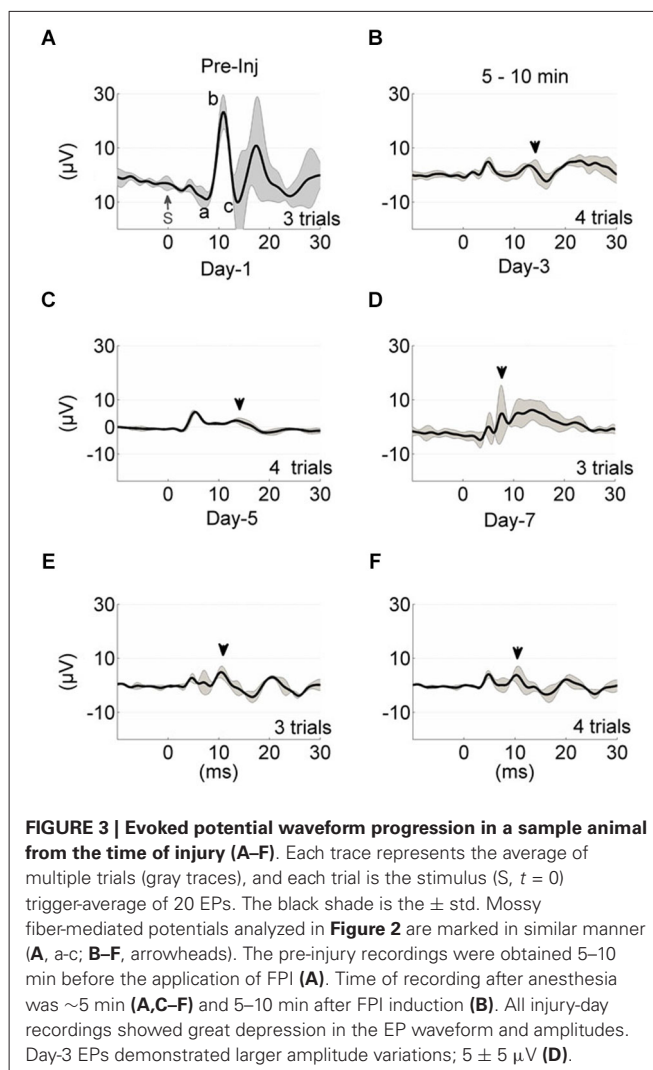 A
B
Pre-Inj
5 - 10 min
30
10
10
(µV)
b
a
c
S
3 trials
0
10
20
30
30
10
-10
4 trials
0
10
20
30
Day-1
Day-3
C
D
30
10
0
-10
(µV)
4 trials
0
10
20
30
30
10
-10
3 trials
0
10
20
30
Day-5
Day-7
E
F
30
10
-10
(µV)
3 trials
0
10
20
30
(ms)
30
10
-10
4 trials
0
10
20
30
(ms)
FIGURE 3 | Evoked potential waveform progression in a sample animal
from the time of injury (A–F). Each trace represents the average of
multiple trials (gray traces), and each trial is the stimulus (S, t = 0)
trigger-average of 20 EPs. The black shade is the ± std. Mossy
fiber-mediated potentials analyzed in Figure 2 are marked in similar manner
(A, a-c; B–F, arrowheads). The pre-injury recordings were obtained 5–10
min before the application of FPI (A). Time of recording after anesthesia
was ∼5 min (A,C–F) and 5–10 min after FPI induction (B). All injury-day
recordings showed great depression in the EP waveform and amplitudes.
Day-3 EPs demonstrated larger amplitude variations; 5 ± 5 µV (D).